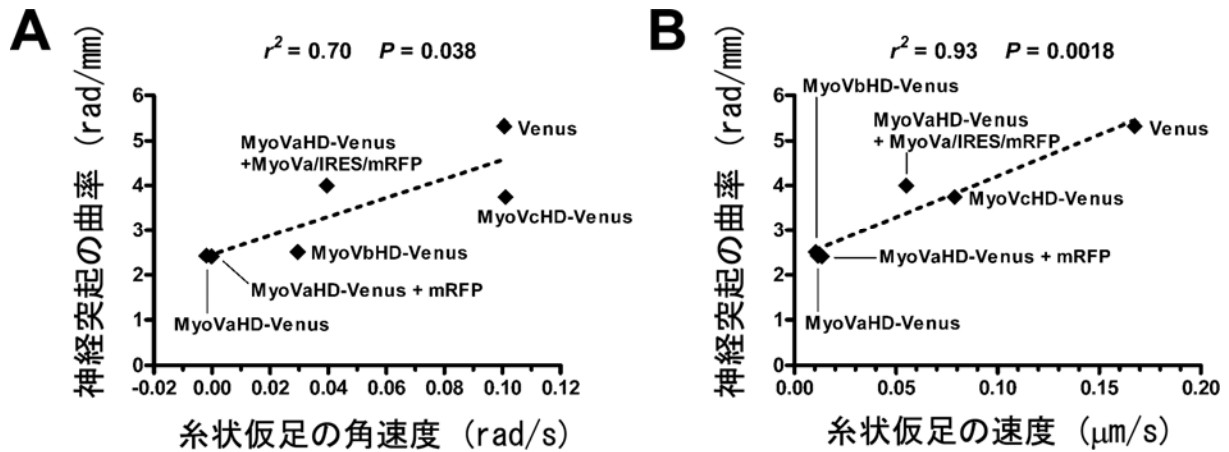 A
r² = 0.70 P = 0.038
神経突起の曲率 (rad/mm)
6
5
4
3
2
1
0
Venus
MyoVaHD-Venus
+MyoVa/IRES/mRFP
MyoVcHD-Venus
MyoVbHD-Venus
MyoVaHD-Venus + mRFP
MyoVaHD-Venus
-0.02 0.00 0.02 0.04 0.06 0.08 0.10 0.12
糸状仮足の角速度 (rad/s)
B
r² = 0.93 P = 0.0018
神経突起の曲率 (rad/mm)
6
5
4
3
2
1
0
MyoVbHD-Venus
MyoVaHD-Venus
+ MyoVa/IRES/mRFP
Venus
MyoVcHD-Venus
MyoVaHD-Venus + mRFP
MyoVaHD-Venus
0.00 0.05 0.10 0.15 0.20
糸状仮足の速度 (μm/s)